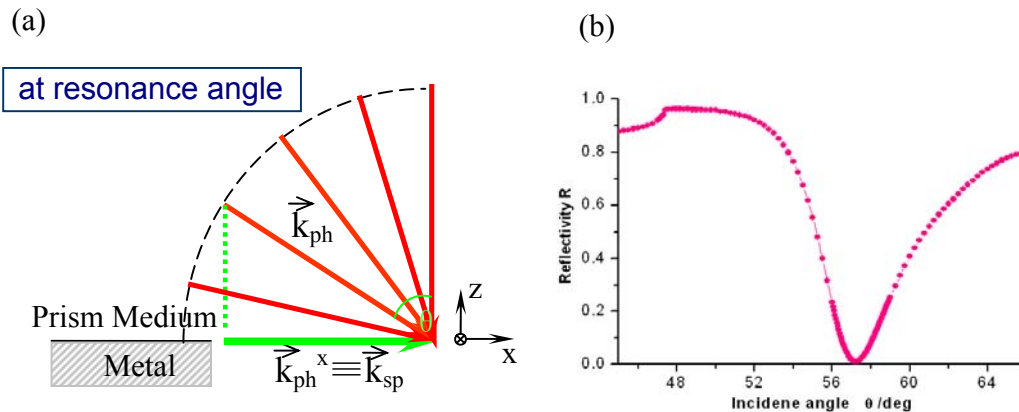 (a)
at resonance angle
k⃗ph
θ
Prism Medium
Metal
k⃗ph x ≡ k⃗sp
z
x
(b)
Reflectivity R
1.0
0.8
0.6
0.4
0.2
0.0
48 52 56 60 64
Incidene angle θ /deg